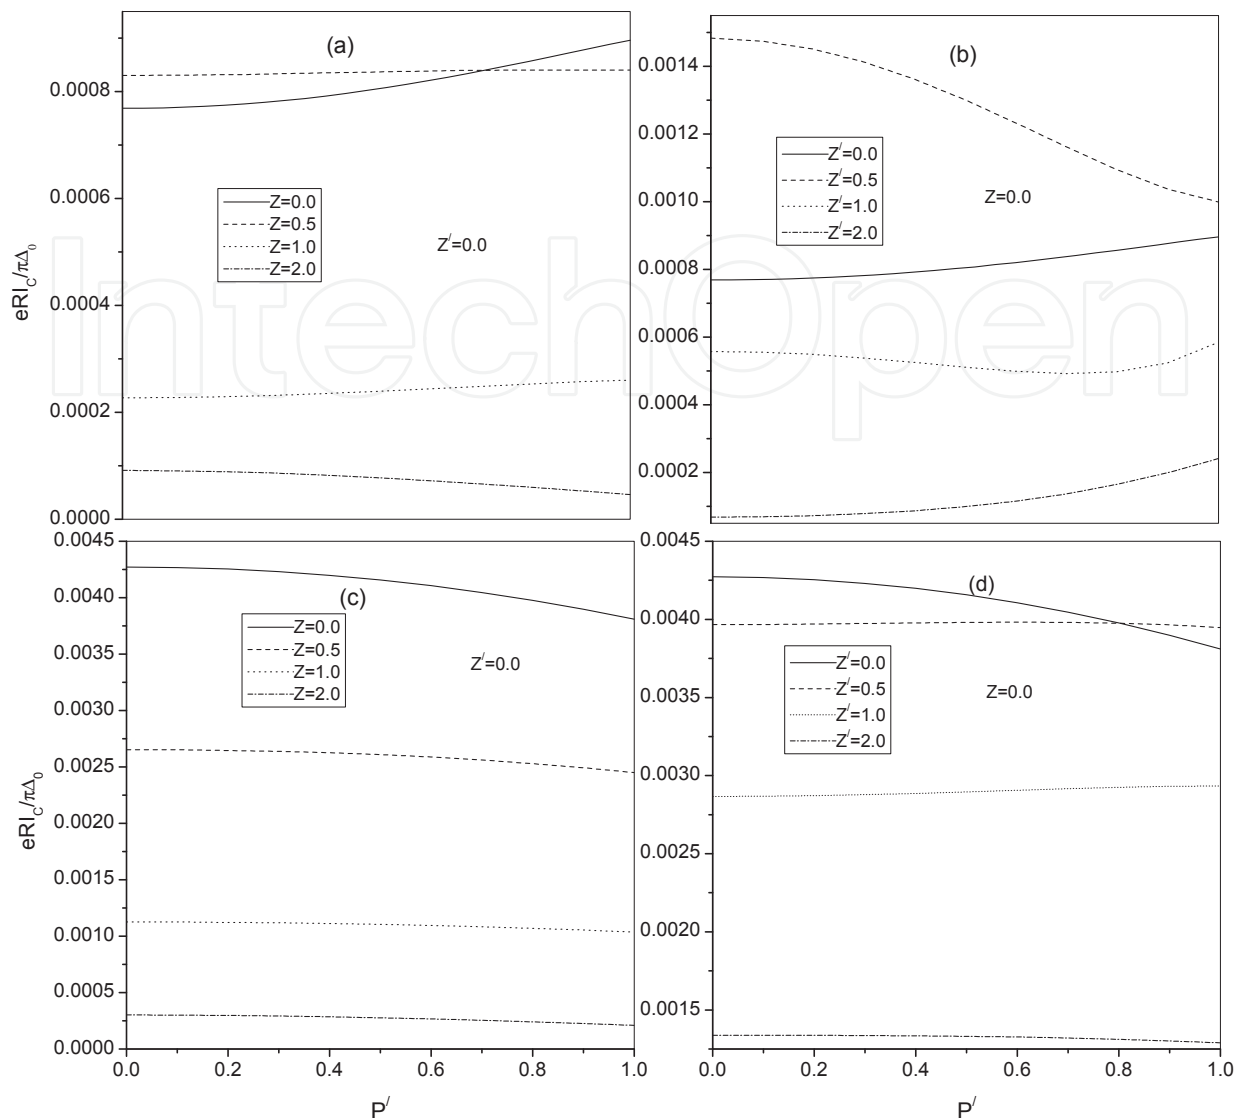 (a)
0.0008
0.0006
0.0004
0.0002
0.0000
eRI_C/πΔ_0
Z=0.0
Z=0.5
Z=1.0
Z=2.0
Z^/=0.0
(b)
0.0014
0.0012
0.0010
0.0008
0.0006
0.0004
0.0002
Z^/=0.0
Z^/=0.5
Z^/=1.0
Z^/=2.0
Z=0.0
IntechOpen
(c)
0.0045
0.0040
0.0035
0.0030
0.0025
0.0020
0.0015
0.0010
0.0005
0.0000
eRI_C/πΔ_0
Z=0.0
Z=0.5
Z=1.0
Z=2.0
Z^/=0.0
0.0 0.2 0.4 0.6 0.8 1.0
P^/
(d)
0.0045
0.0040
0.0035
0.0030
0.0025
0.0020
0.0015
Z^/=0.0
Z^/=0.5
Z^/=1.0
Z^/=2.0
Z=0.0
0.0 0.2 0.4 0.6 0.8 1.0
P^/